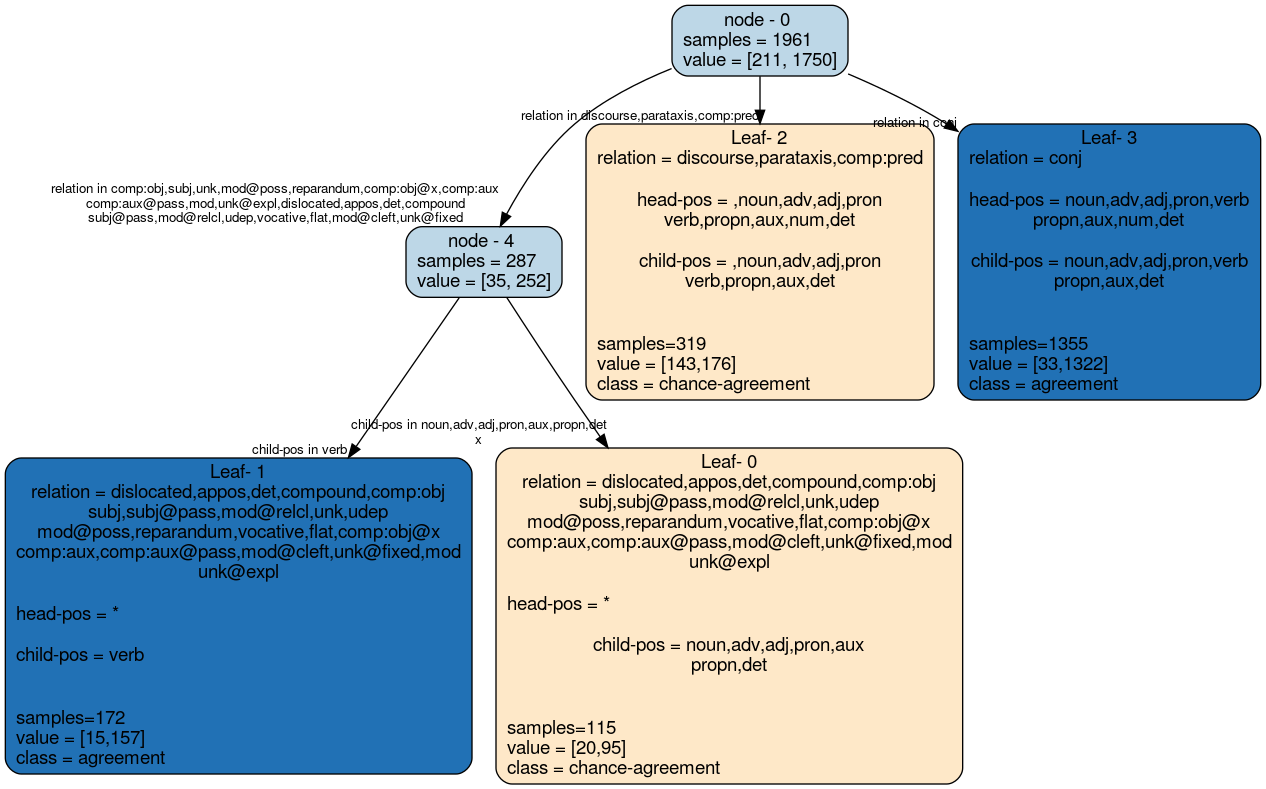 node - 0
samples = 1961
value = [211, 1750]
relation in discourse,parataxis,comp:pred
relation in conj
relation in comp:obj,subj,unk,mod@poss,reparandum,comp:obj@x,comp:aux
comp:aux@pass,mod,unk@expl,dislocated,appos,det,compound
subj@pass,mod@relcl,udep,vocative,flat,mod@cleft,unk@fixed
Leaf- 2
relation = discourse,parataxis,comp:pred
head-pos = ,noun,adv,adj,pron
verb,propn,aux,num,det
child-pos = ,noun,adv,adj,pron
verb,propn,aux,det
samples=319
value = [143,176]
class = chance-agreement
Leaf- 3
relation = conj
head-pos = noun,adv,adj,pron,verb
propn,aux,num,det
child-pos = noun,adv,adj,pron,verb
propn,aux,det
samples=1355
value = [33,1322]
class = agreement
node - 4
samples = 287
value = [35, 252]
child-pos in verb
child-pos in noun,adv,adj,pron,aux,propn,det
x
Leaf- 1
relation = dislocated,appos,det,compound,comp:obj
subj,subj@pass,mod@relcl,unk,udep
mod@poss,reparandum,vocative,flat,comp:obj@x
comp:aux,comp:aux@pass,mod@cleft,unk@fixed,mod
unk@expl
head-pos = *
child-pos = verb
samples=172
value = [15,157]
class = agreement
Leaf- 0
relation = dislocated,appos,det,compound,comp:obj
subj,subj@pass,mod@relcl,unk,udep
mod@poss,reparandum,vocative,flat,comp:obj@x
comp:aux,comp:aux@pass,mod@cleft,unk@fixed,mod
unk@expl
head-pos = *
child-pos = noun,adv,adj,pron,aux
propn,det
samples=115
value = [20,95]
class = chance-agreement